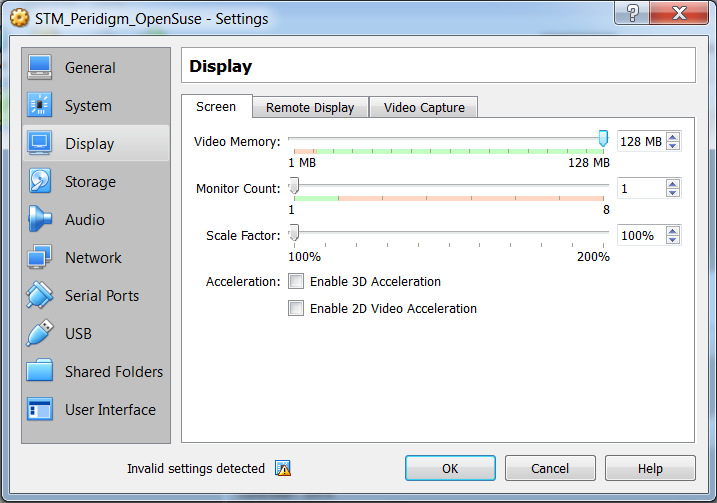 STM_Peridigm_OpenSuse - Settings
General
System
Display
Storage
Audio
Network
Serial Ports
USB
Shared Folders
User Interface
Display
Screen Remote Display Video Capture
Video Memory: 128 MB
1 MB 128 MB
Monitor Count: 1
1 8
Scale Factor: 100%
100% 200%
Acceleration: Enable 3D Acceleration
Enable 2D Video Acceleration
Invalid settings detected OK Cancel Help